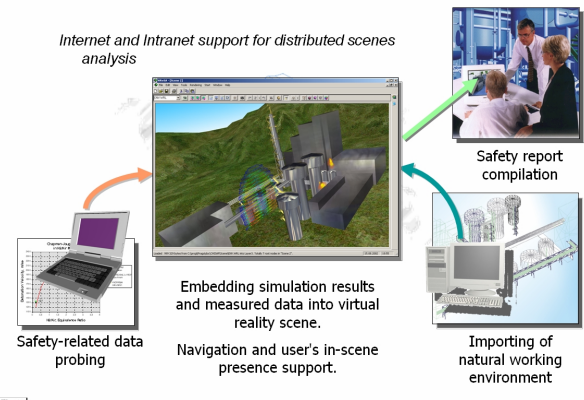 Internet and Intranet support for distributed scenes
analysis
Safety report
compilation
Embedding simulation results
and measured data into virtual
reality scene.
Navigation and user's in-scene
presence support.
Safety-related data
probing
Importing of
natural working
environment